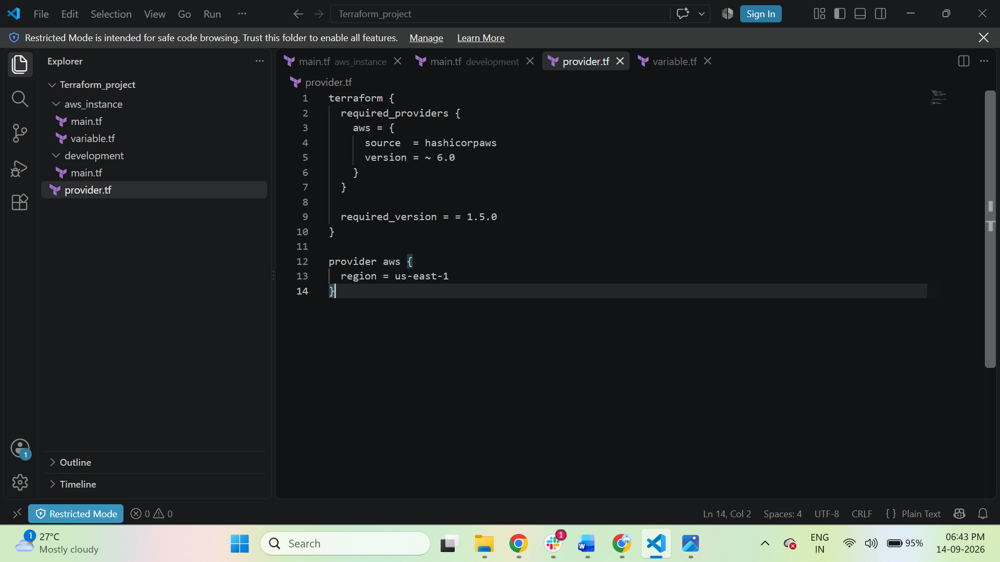 File Edit Selection View Go Run ··· Terraform_project Sign In
Restricted Mode is intended for safe code browsing. Trust this folder to enable all features. Manage Learn More
Explorer
Terraform_project
aws_instance
main.tf
variable.tf
development
main.tf
provider.tf
Outline
Timeline
1
main.tf aws_instance main.tf development provider.tf variable.tf
provider.tf
1 terraform {
2 required_providers {
3 aws = {
4 source  = hashicorpaws
5 version = ~ 6.0
6 }
7 }
8
9 required_version = = 1.5.0
10 }
11
12 provider aws {
13 region = us-east-1
14 }
Restricted Mode 0 0 Ln 14, Col 2 Spaces: 4 UTF-8 CRLF { } Plain Text
1 27°C
Mostly cloudy
Search
1
W
ENG
IN
95%
06:43 PM
14-09-2026